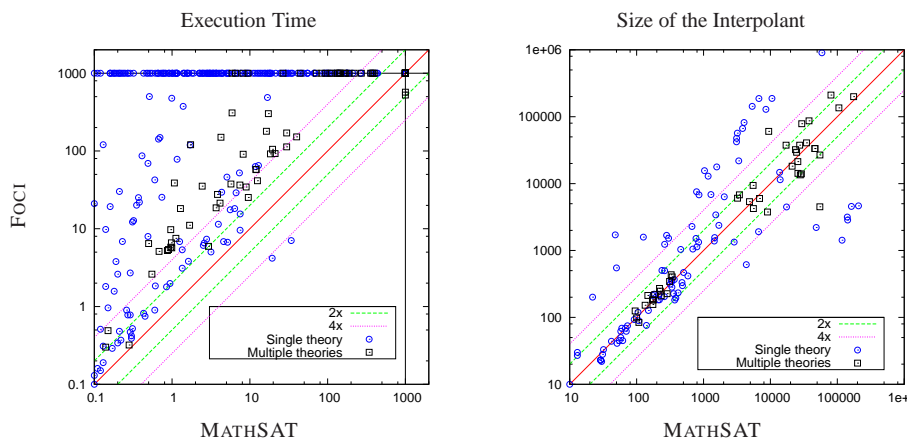 Execution Time
Size of the Interpolant
1000
100
10
1
0.1
FOCI
2x
4x
Single theory
Multiple theories
0.1 1 10 100 1000
MATHSAT
1e+06
100000
10000
1000
100
10
2x
4x
Single theory
Multiple theories
10 100 1000 10000 100000 1e+
MATHSAT